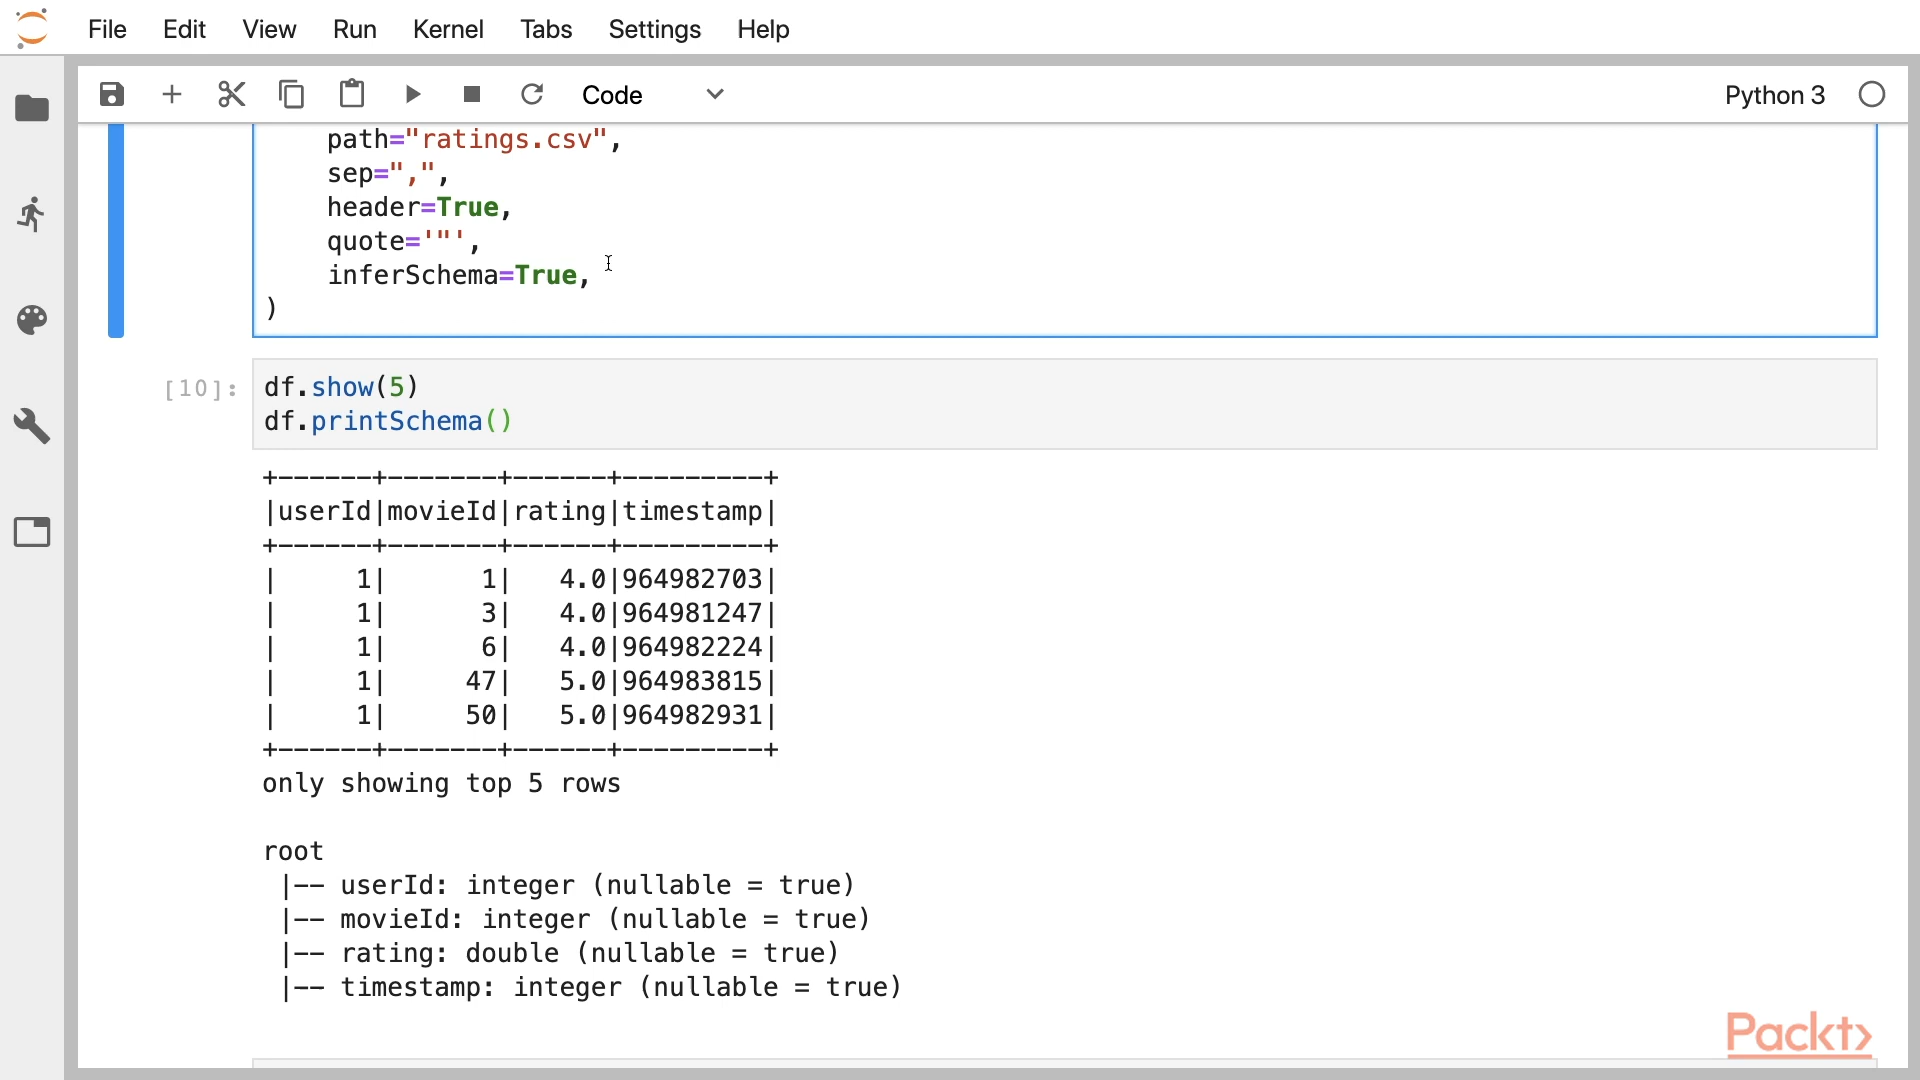 File Edit View Run Kernel Tabs Settings Help
Code Python 3
path="ratings.csv",
sep=",",
header=True,
quote='"',
inferSchema=True,
)
[10]: df.show(5)
df.printSchema()
+------+-------+------+---------+
|userId|movieId|rating|timestamp|
+------+-------+------+---------+
|     1|      1|   4.0|964982703|
|     1|      3|   4.0|964981247|
|     1|      6|   4.0|964982224|
|     1|     47|   5.0|964983815|
|     1|     50|   5.0|964982931|
+------+-------+------+---------+
only showing top 5 rows
root
 |-- userId: integer (nullable = true)
 |-- movieId: integer (nullable = true)
 |-- rating: double (nullable = true)
 |-- timestamp: integer (nullable = true)
Packt>